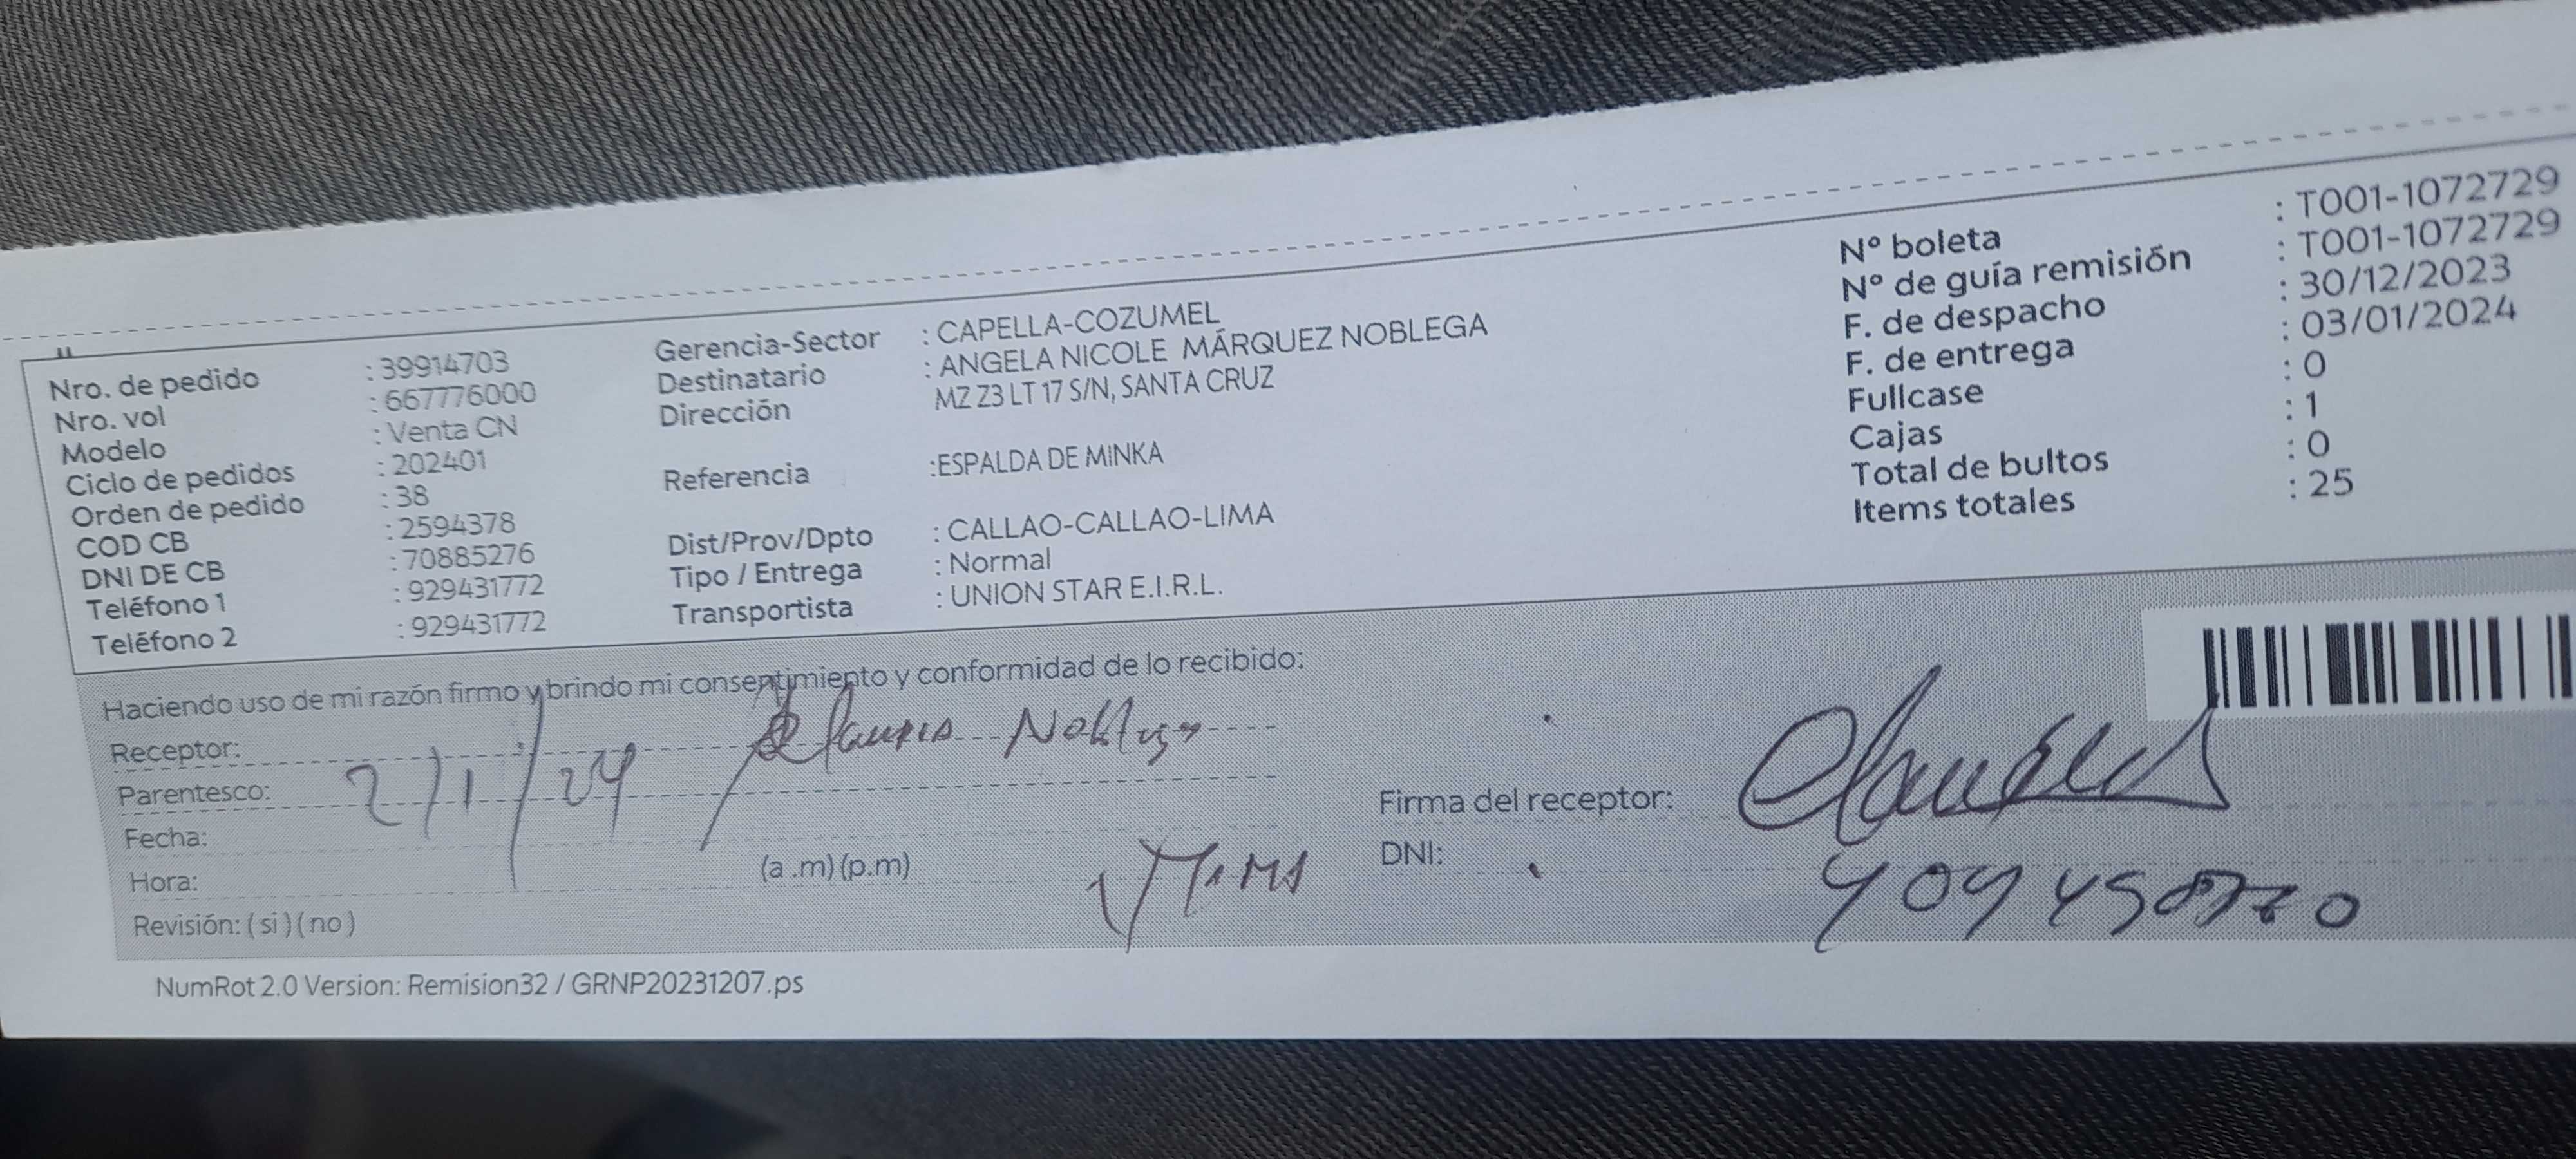 Nro. de pedido : 39914703
Nro. vol : 667776000
Modelo : Venta CN
Ciclo de pedidos : 202401
Orden de pedido : 38
COD CB : 2594378
DNI DE CB : 70885276
Teléfono 1 : 929431772
Teléfono 2 : 929431772
Gerencia-Sector : CAPELLA-COZUMEL
Destinatario : ANGELA NICOLE MÁRQUEZ NOBLEGA
Dirección MZ Z3 LT 17 S/N, SANTA CRUZ
Referencia :ESPALDA DE MINKA
Dist/Prov/Dpto : CALLAO-CALLAO-LIMA
Tipo / Entrega : Normal
Transportista : UNION STAR E.I.R.L.
Nº boleta : T001-1072729
Nº de guía remisión : T001-1072729
F. de despacho : 30/12/2023
F. de entrega : 03/01/2024
Fullcase : 0
Cajas : 1
Total de bultos : 0
Items totales : 25
Haciendo uso de mi razón firmo y brindo mi consentimiento y conformidad de lo recibido:
Receptor:
Parentesco: 2/1/24
Fecha:
Hora: (a .m) (p.m)
Revisión: ( si ) ( no )
Firma del receptor:
DNI:
NumRot 2.0 Version: Remision32 / GRNP20231207.ps